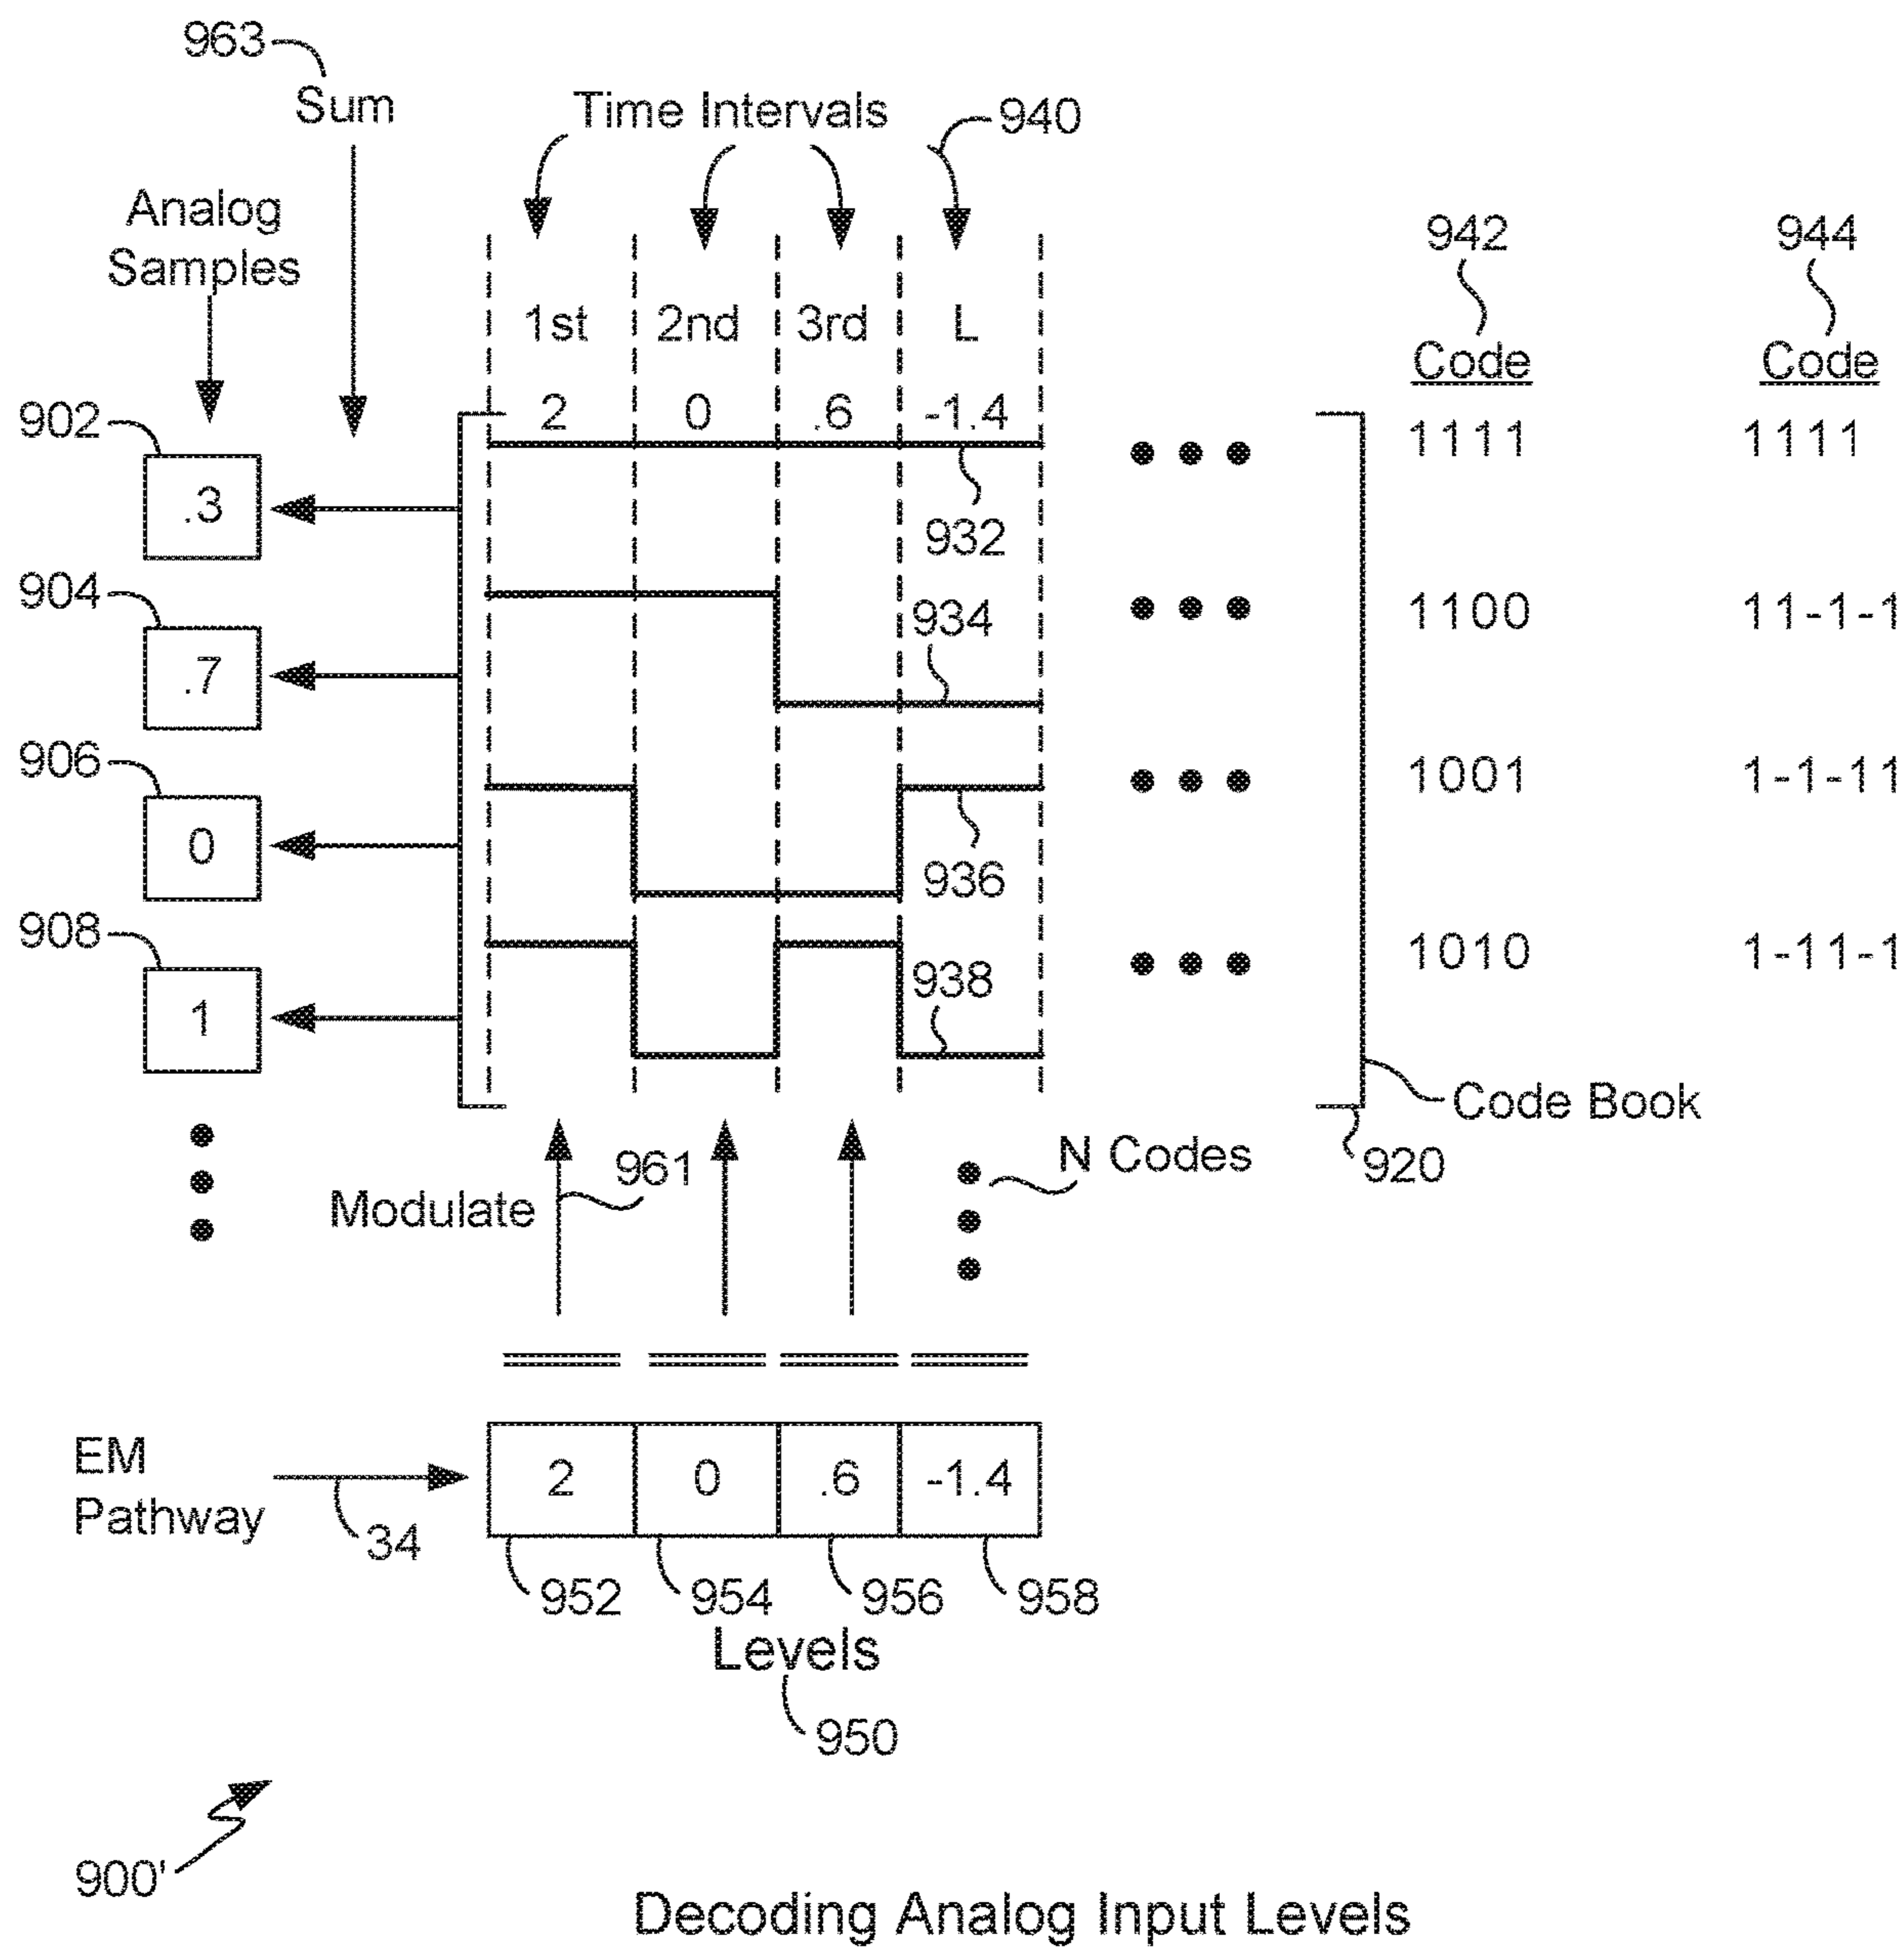 963
Sum
Time Intervals
940
Analog
Samples
942
944
1st 2nd 3rd L
Code
Code
2 0 .6 -1.4
902
1111
1111
.3
932
904
934
1100
11-1-1
.7
906
1001
1-1-11
0
936
908
1010
1-11-1
938
1
Code Book
N Codes
920
961
Modulate
EM
Pathway
34
2 0 .6 -1.4
952 954 956 958
Levels
950
900'
Decoding Analog Input Levels